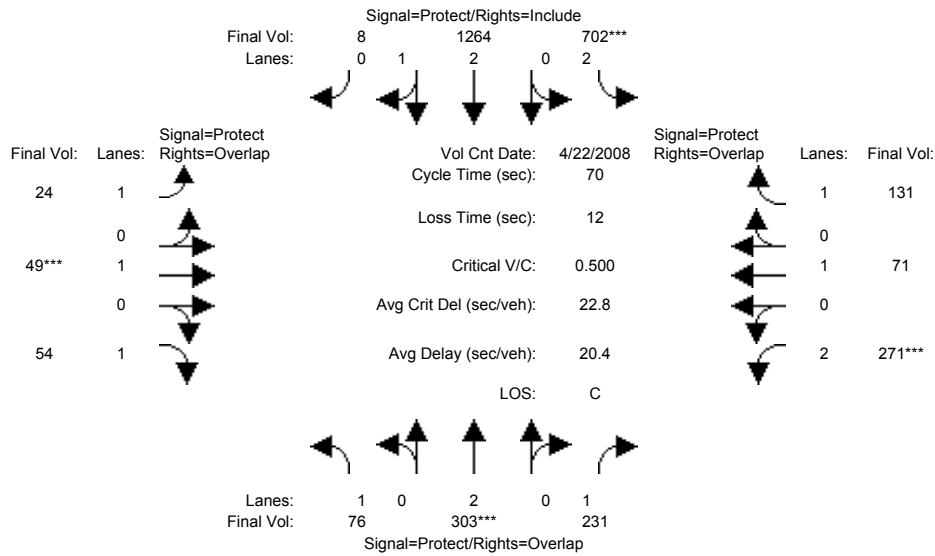 Signal=Protect/Rights=Include
Final Vol: 8 1264 702***
Lanes: 0 1 2 0 2
Signal=Protect Signal=Protect
Final Vol: Lanes: Rights=Overlap Vol Cnt Date: 4/22/2008 Rights=Overlap Lanes: Final Vol:
Cycle Time (sec): 70
24 1 1 131
Loss Time (sec): 12
0 0
49*** 1 Critical V/C: 0.500 1 71
0 Avg Crit Del (sec/veh): 22.8 0
54 1 Avg Delay (sec/veh): 20.4 2 271***
LOS: C
Lanes: 1 0 2 0 1
Final Vol: 76 303*** 231
Signal=Protect/Rights=Overlap